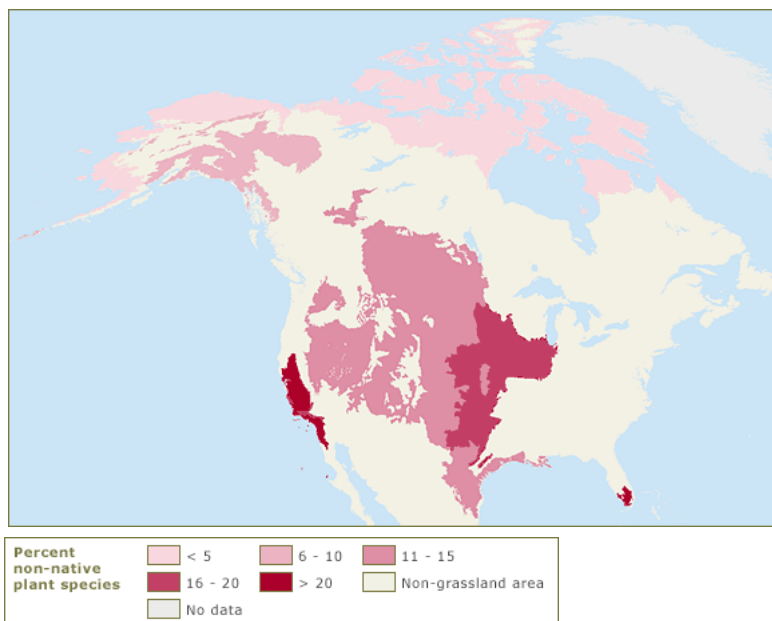 Percent
non-native
plant species
< 5
6 - 10
11 - 15
16 - 20
> 20
Non-grassland area
No data